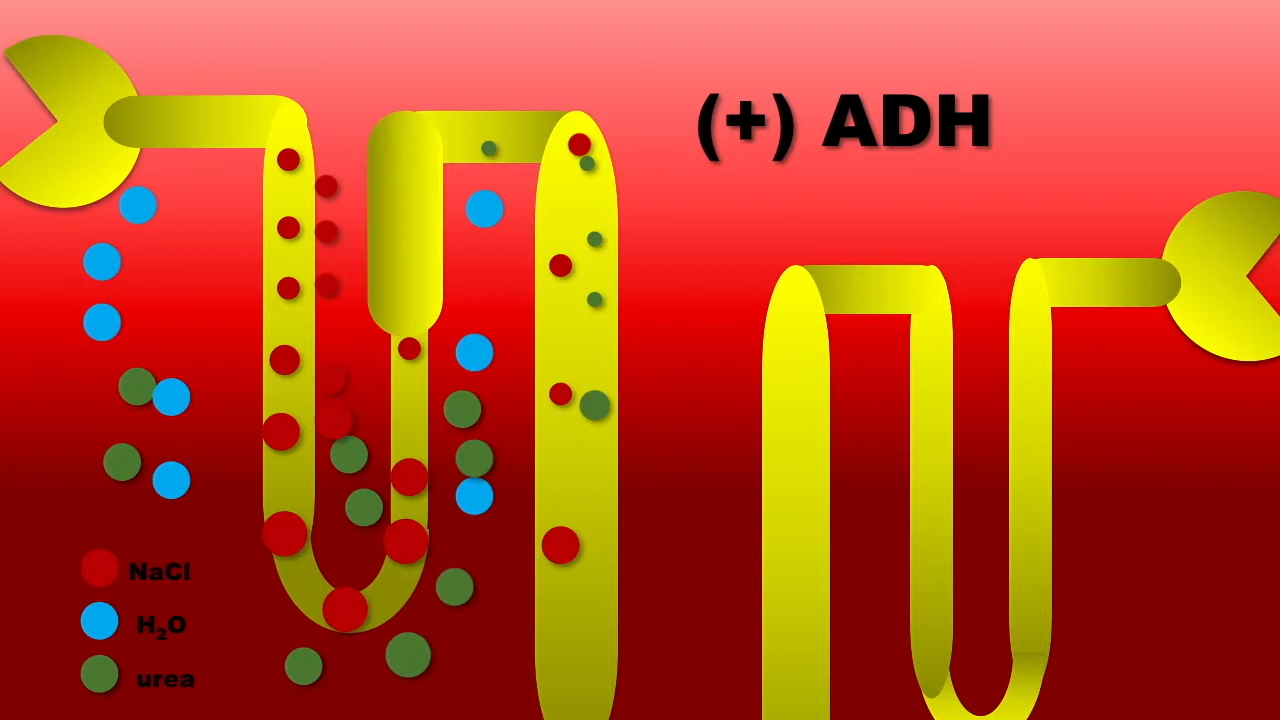 (+) ADH
NaCl
H₂O
urea